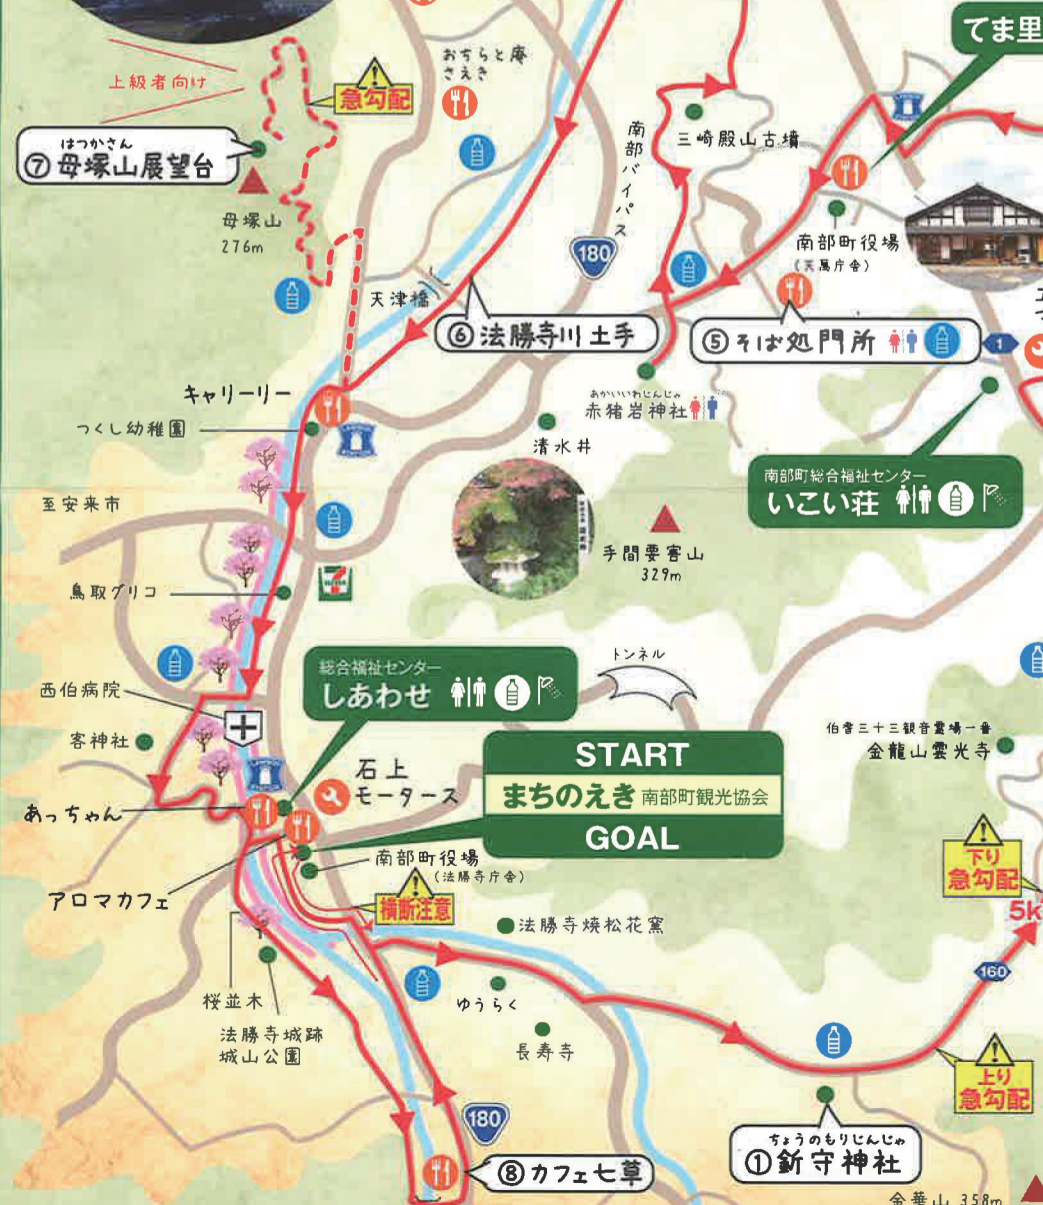 てま里
上級者向け
急勾配
おちらと庵
さえき
LAWSON
STATION
はつかさん
⑦母塚山展望台
三崎殿山古墳
南部バイパス
母塚山
276m
南部町役場
(天萬庁舎)
180
天津橋
⑥法勝寺川土手
⑤そば処門所
1
キャリーリー
あかいいわじんじゃ
赤猪岩神社
つくし幼稚園
LAWSON
STATION
清水井
南部町総合福祉センター
いこい荘
至安来市
手間要害山
329m
鳥取グリコ
7
ELEVEN
総合福祉センター
しあわせ
トンネル
西伯病院
客神社
伯耆三十三観音霊場一番
金龍山雲光寺
START
まちのえき 南部町観光協会
GOAL
LAWSON
STATION
石上
モータース
あっちゃん
南部町役場
(法勝寺庁舎)
下り
急勾配
アロマカフェ
横断注意
法勝寺焼松花窯
5k
160
桜並木
ゆうらく
法勝寺城跡
城山公園
長寿寺
上り
急勾配
180
ちょうのもりじんじゃ
①新守神社
⑧カフェ七草
金華山 358m